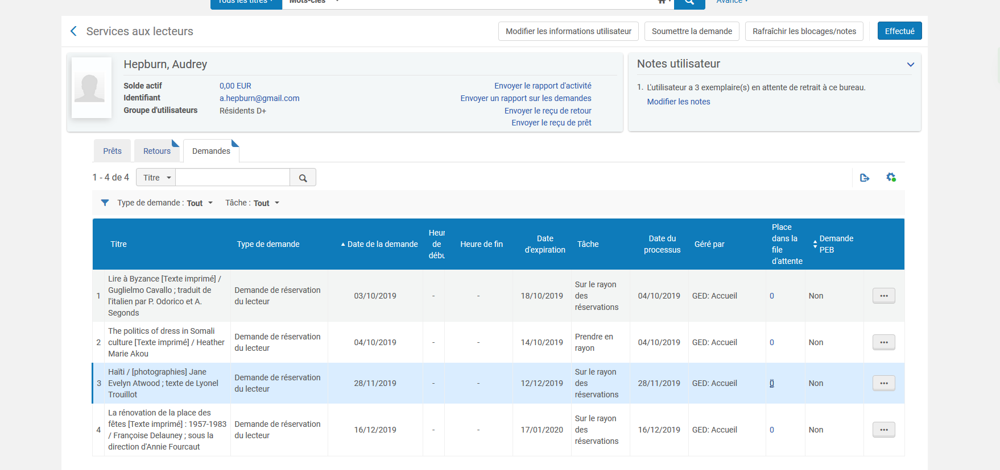 Tous les titres Mots-clés Avancé
Services aux lecteurs
Modifier les informations utilisateur
Soumettre la demande
Rafraîchir les blocages/notes
Effectué
Hepburn, Audrey
Solde actif 0,00 EUR
Identifiant a.hepburn@gmail.com
Groupe d'utilisateurs Résidents D+
Envoyer le rapport d'activité
Envoyer un rapport sur les demandes
Envoyer le reçu de retour
Envoyer le reçu de prêt
Notes utilisateur
1. L'utilisateur a 3 exemplaire(s) en attente de retrait à ce bureau.
Modifier les notes
Prêts Retours Demandes
1 - 4 de 4 Titre
Type de demande : Tout Tâche : Tout
Titre
Type de demande
Date de la demande
Heur
de
débu
Heure de fin
Date
d'expiration
Tâche
Date du
processus
Géré par
Place
dans la
file
d'attente
Demande
PEB
1
Lire à Byzance [Texte imprimé] /
Guglielmo Cavallo ; traduit de
l'italien par P. Odorico et A.
Segonds
Demande de réservation
du lecteur
03/10/2019
-
-
18/10/2019
Sur le rayon
des
réservations
04/10/2019
GED: Accueil
0
Non
...
2
The politics of dress in Somali
culture [Texte imprimé] / Heather
Marie Akou
Demande de réservation
du lecteur
04/10/2019
-
-
14/10/2019
Prendre en
rayon
04/10/2019
GED: Accueil
0
Non
...
3
Haïti / [photographies] Jane
Evelyn Atwood ; texte de Lyonel
Trouillot
Demande de réservation
du lecteur
28/11/2019
-
-
12/12/2019
Sur le rayon
des
réservations
28/11/2019
GED: Accueil
0
Non
...
4
La rénovation de la place des
fêtes [Texte imprimé] : 1957-1983
/ Françoise Delauney ; sous la
direction d'Annie Fourcaut
Demande de réservation
du lecteur
16/12/2019
-
-
17/01/2020
Sur le rayon
des
réservations
16/12/2019
GED: Accueil
0
Non
...